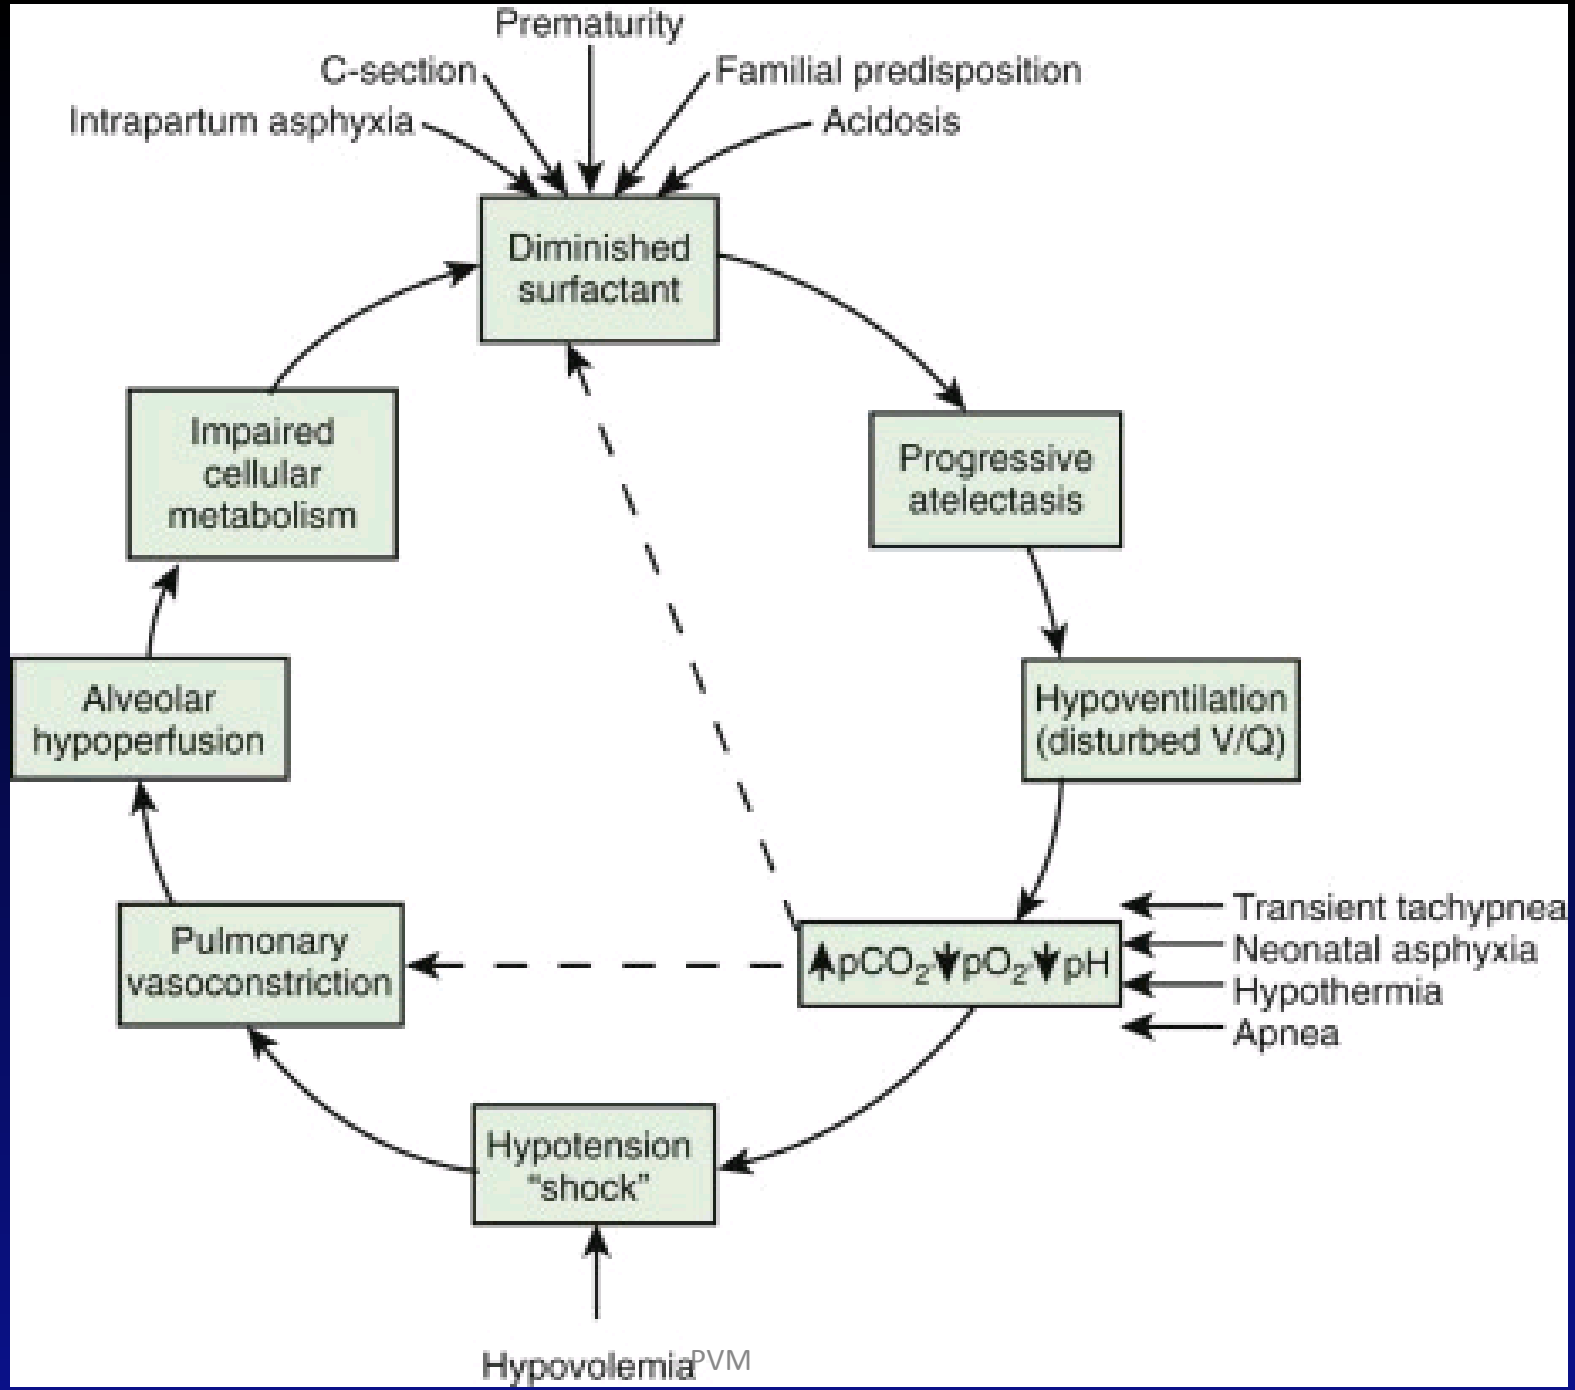 Prematurity
C-section
Familial predisposition
Intrapartum asphyxia
Acidosis
Diminished
surfactant
Impaired
cellular
metabolism
Progressive
atelectasis
Alveolar
hypoperfusion
Hypoventilation
(disturbed V/Q)
Pulmonary
vasoconstriction
↑pCO₂↓pO₂↓pH
Transient tachypnea
Neonatal asphyxia
Hypothermia
Apnea
Hypotension
“shock”
Hypovolemia
PVM